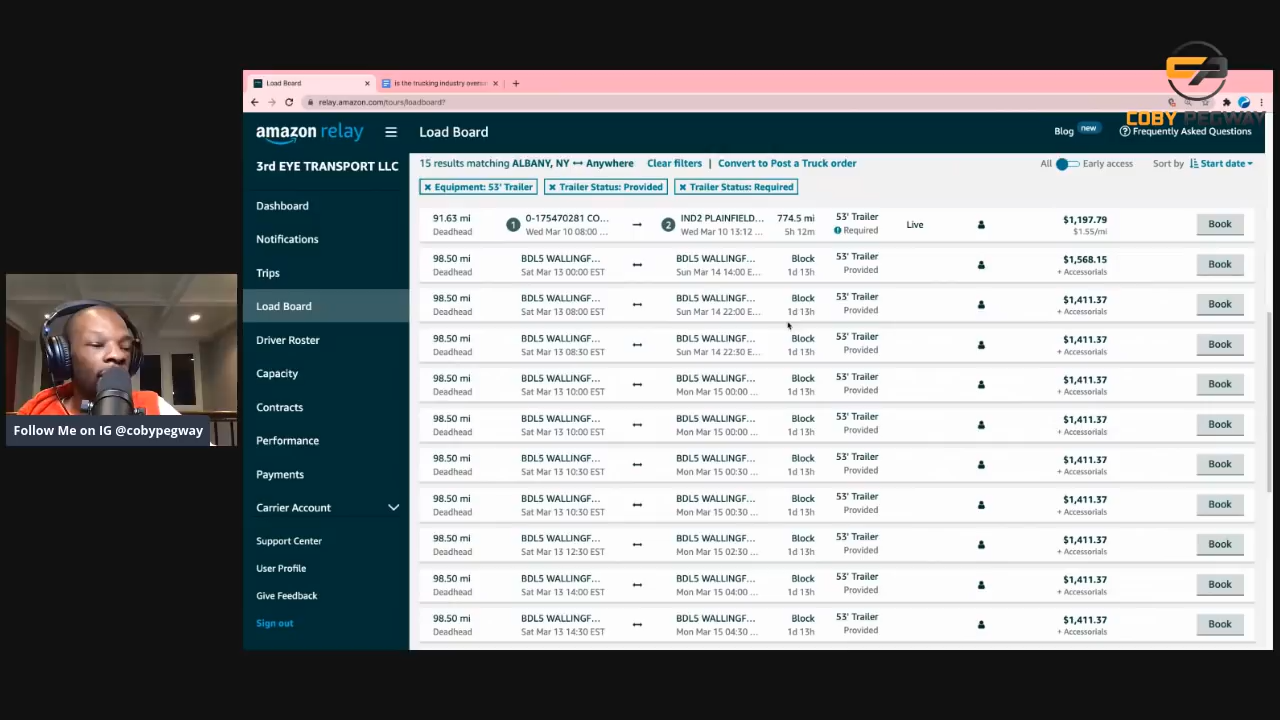 COBY PEGWAY
Load Board
is the trucking industry oversa
relay.amazon.com/tours/loadboard?
amazon relay
Load Board
Blog new
Frequently Asked Questions
3rd EYE TRANSPORT LLC
15 results matching ALBANY, NY ↔ Anywhere
Clear filters | Convert to Post a Truck order
All Early access
Sort by Start date
× Equipment: 53' Trailer
× Trailer Status: Provided
× Trailer Status: Required
Dashboard
Notifications
Trips
Load Board
Driver Roster
Capacity
Contracts
Performance
Payments
Carrier Account
Support Center
User Profile
Give Feedback
Sign out
91.63 mi 1 0-175470281 CO... → 2 IND2 PLAINFIELD... 774.5 mi 53' Trailer Live $1,197.79 Book
Deadhead Wed Mar 10 08:00 ... Wed Mar 10 13:12 ... 5h 12m Required $1.55/mi
98.50 mi BDL5 WALLINGF... ↔ BDL5 WALLINGF... Block 53' Trailer $1,568.15 Book
Deadhead Sat Mar 13 00:00 EST Sun Mar 14 14:00 E... 1d 13h Provided + Accessorials
98.50 mi BDL5 WALLINGF... ↔ BDL5 WALLINGF... Block 53' Trailer $1,411.37 Book
Deadhead Sat Mar 13 08:00 EST Sun Mar 14 22:00 E... 1d 13h Provided + Accessorials
98.50 mi BDL5 WALLINGF... ↔ BDL5 WALLINGF... Block 53' Trailer $1,411.37 Book
Deadhead Sat Mar 13 08:30 EST Sun Mar 14 22:30 E... 1d 13h Provided + Accessorials
98.50 mi BDL5 WALLINGF... ↔ BDL5 WALLINGF... Block 53' Trailer $1,411.37 Book
Deadhead Sat Mar 13 10:00 EST Mon Mar 15 00:00 ... 1d 13h Provided + Accessorials
98.50 mi BDL5 WALLINGF... ↔ BDL5 WALLINGF... Block 53' Trailer $1,411.37 Book
Deadhead Sat Mar 13 10:00 EST Mon Mar 15 00:00 ... 1d 13h Provided + Accessorials
98.50 mi BDL5 WALLINGF... ↔ BDL5 WALLINGF... Block 53' Trailer $1,411.37 Book
Deadhead Sat Mar 13 10:30 EST Mon Mar 15 00:30 ... 1d 13h Provided + Accessorials
98.50 mi BDL5 WALLINGF... ↔ BDL5 WALLINGF... Block 53' Trailer $1,411.37 Book
Deadhead Sat Mar 13 10:30 EST Mon Mar 15 00:30 ... 1d 13h Provided + Accessorials
98.50 mi BDL5 WALLINGF... ↔ BDL5 WALLINGF... Block 53' Trailer $1,411.37 Book
Deadhead Sat Mar 13 12:30 EST Mon Mar 15 02:30 ... 1d 13h Provided + Accessorials
98.50 mi BDL5 WALLINGF... ↔ BDL5 WALLINGF... Block 53' Trailer $1,411.37 Book
Deadhead Sat Mar 13 14:00 EST Mon Mar 15 04:00 ... 1d 13h Provided + Accessorials
98.50 mi BDL5 WALLINGF... ↔ BDL5 WALLINGF... Block 53' Trailer $1,411.37 Book
Deadhead Sat Mar 13 14:30 EST Mon Mar 15 04:30 ... 1d 13h Provided + Accessorials
Follow Me on IG @cobypegway